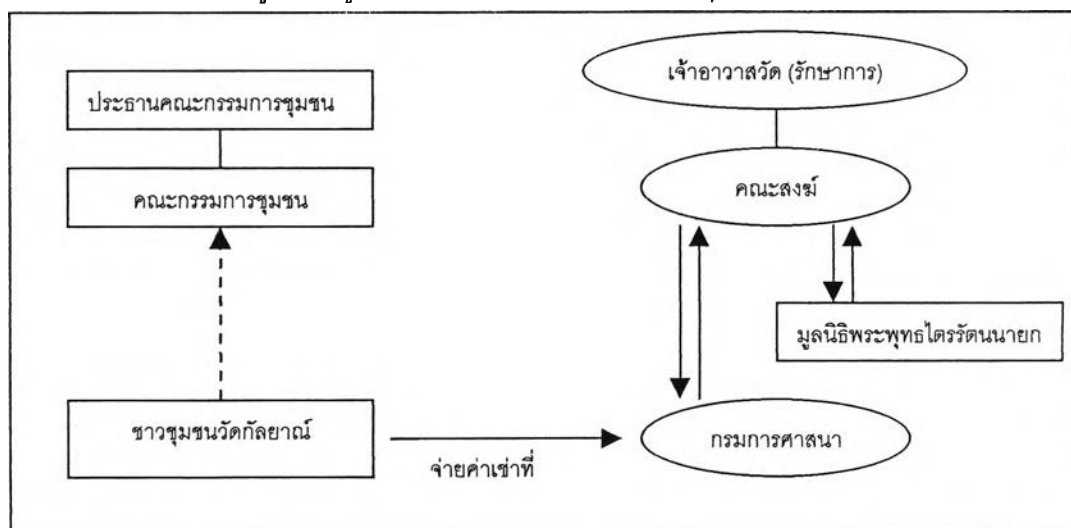 เจ้าอาวาสวัด (รักษาการ)
ประธานคณะกรรมการชุมชน
คณะกรรมการชุมชน
คณะสงฆ์
มูลนิธิพระพุทธไตรรัตนนายก
ชาวชุมชนวัดกัลยาณ์
กรมการศาสนา
จ่ายค่าเช่าที่